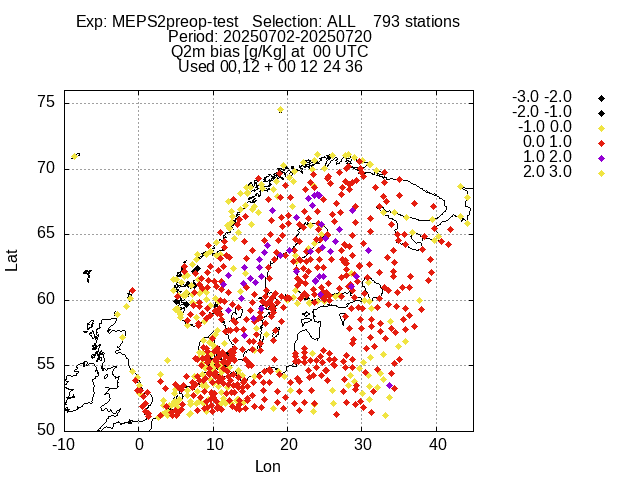 Exp: MEPS2preop-test Selection: ALL 793 stations
Period: 20250702-20250720
Q2m bias [g/Kg] at 00 UTC
Used 00,12 + 00 12 24 36
-3.0 -2.0
-2.0 -1.0
-1.0 0.0
0.0 1.0
1.0 2.0
2.0 3.0
75
70
65
60
55
50
Lat
-10 0 10 20 30 40
Lon